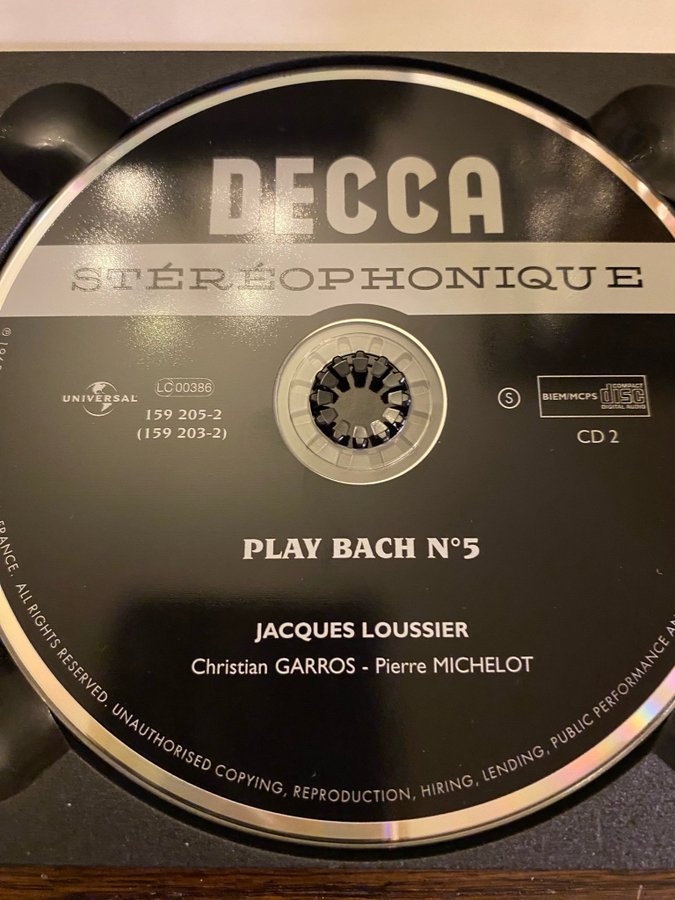 DECCA
STÉRÉOPHONIQUE
UNIVERSAL
LC 00386
159 205-2
(159 203-2)
S
BIEM/MCPS
COMPACT
disc
DIGITAL AUDIO
CD 2
PLAY BACH N°5
JACQUES LOUSSIER
Christian GARROS - Pierre MICHELOT
FRANCE. ALL RIGHTS RESERVED. UNAUTHORISED COPYING, REPRODUCTION, HIRING, LENDING, PUBLIC PERFORMANCE